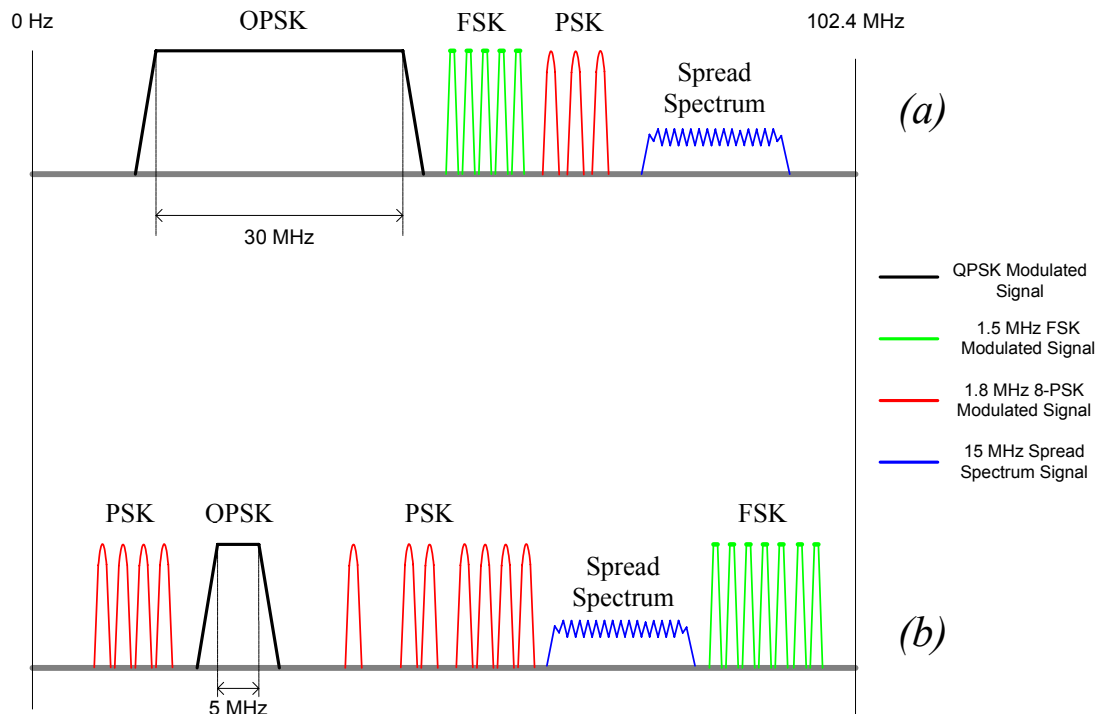 0 Hz
QPSK
FSK
PSK
102.4 MHz
Spread
Spectrum
(a)
30 MHz
QPSK Modulated
Signal
1.5 MHz FSK
Modulated Signal
1.8 MHz 8-PSK
Modulated Signal
15 MHz Spread
Spectrum Signal
PSK
QPSK
PSK
FSK
Spread
Spectrum
(b)
5 MHz